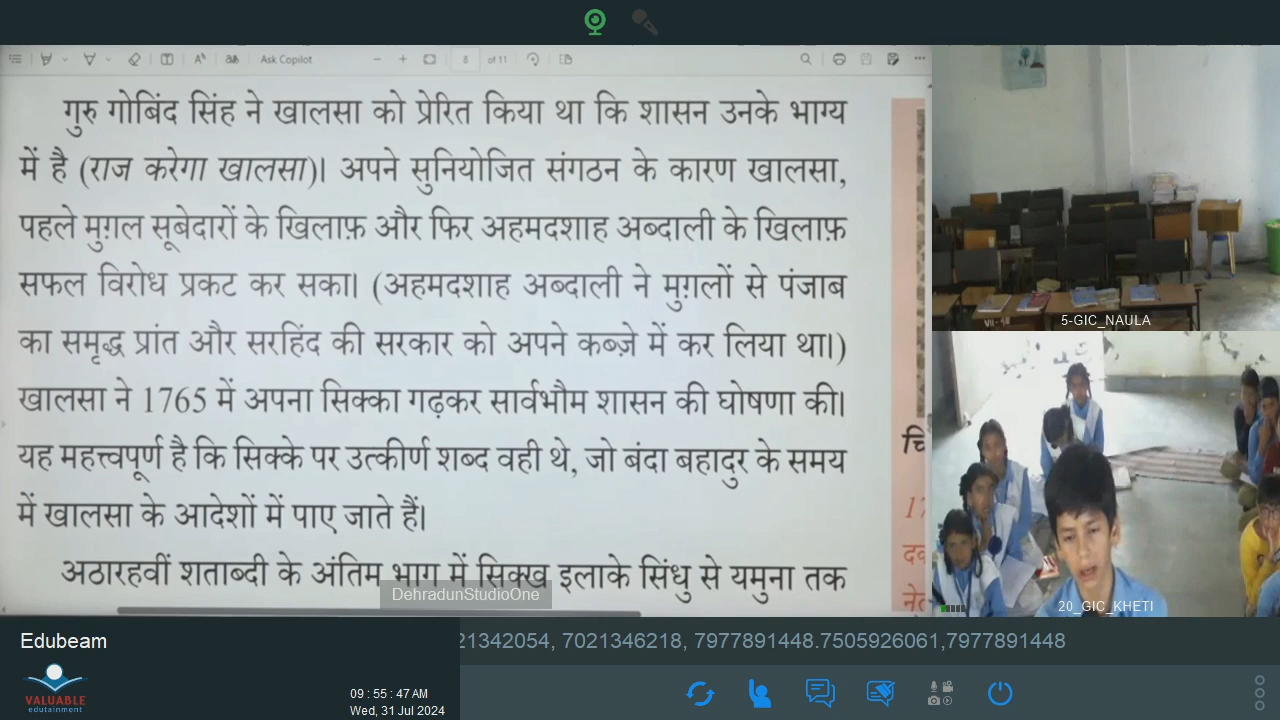 Ask Copilot
8 of 11
गुरु गोबिंद सिंह ने खालसा को प्रेरित किया था कि शासन उनके भाग्य
में है (राज करेगा खालसा)। अपने सुनियोजित संगठन के कारण खालसा,
पहले मुग़ल सूबेदारों के खिलाफ़ और फिर अहमदशाह अब्दाली के खिलाफ़
सफल विरोध प्रकट कर सका। (अहमदशाह अब्दाली ने मुग़लों से पंजाब
का समृद्ध प्रांत और सरहिंद की सरकार को अपने कब्ज़े में कर लिया था।)
खालसा ने 1765 में अपना सिक्का गढ़कर सार्वभौम शासन की घोषणा की।
यह महत्त्वपूर्ण है कि सिक्के पर उत्कीर्ण शब्द वही थे, जो बंदा बहादुर के समय
में खालसा के आदेशों में पाए जाते हैं।
अठारहवीं शताब्दी के अंतिम भाग में सिक्ख इलाके सिंधु से यमुना तक
DehradunStudioOne
5-GIC_NAULA
20_GIC_KHETI
Edubeam
21342054, 7021346218, 7977891448.7505926061,7977891448
VALUABLE
edutainment
09 : 55 : 47 AM
Wed, 31 Jul 2024